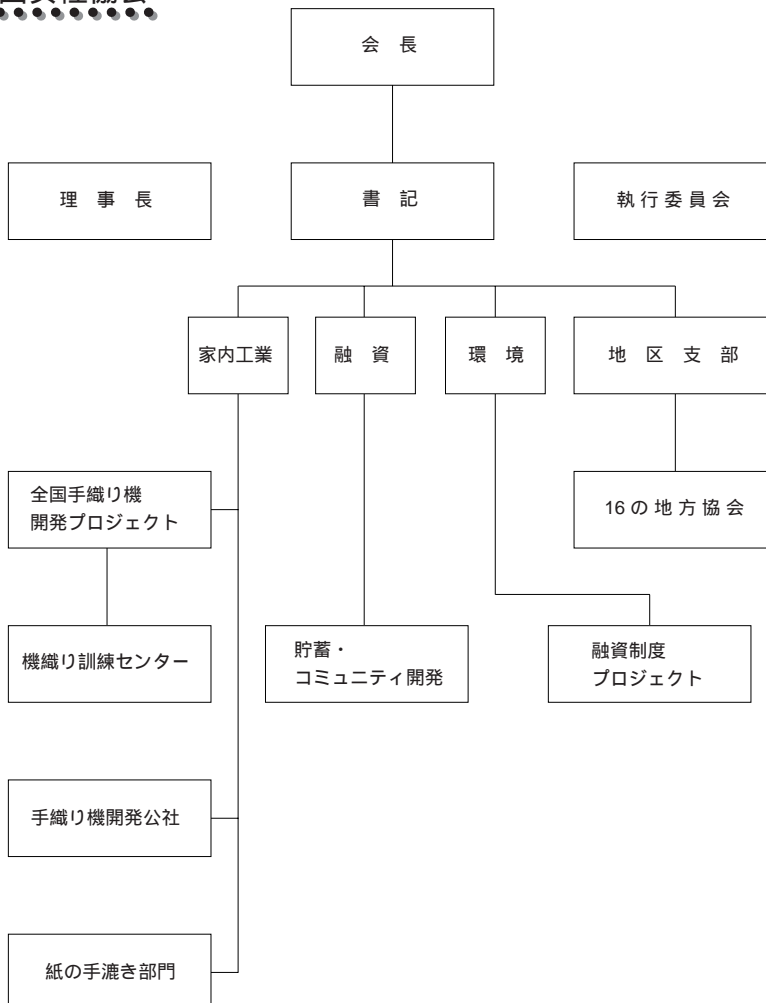 会長
理事長
書記
執行委員会
家内工業
融資
環境
地区支部
全国手織り機
開発プロジェクト
16の地方協会
機織り訓練センター
貯蓄・
コミュニティ開発
融資制度
プロジェクト
手織り機開発公社
紙の手漉き部門